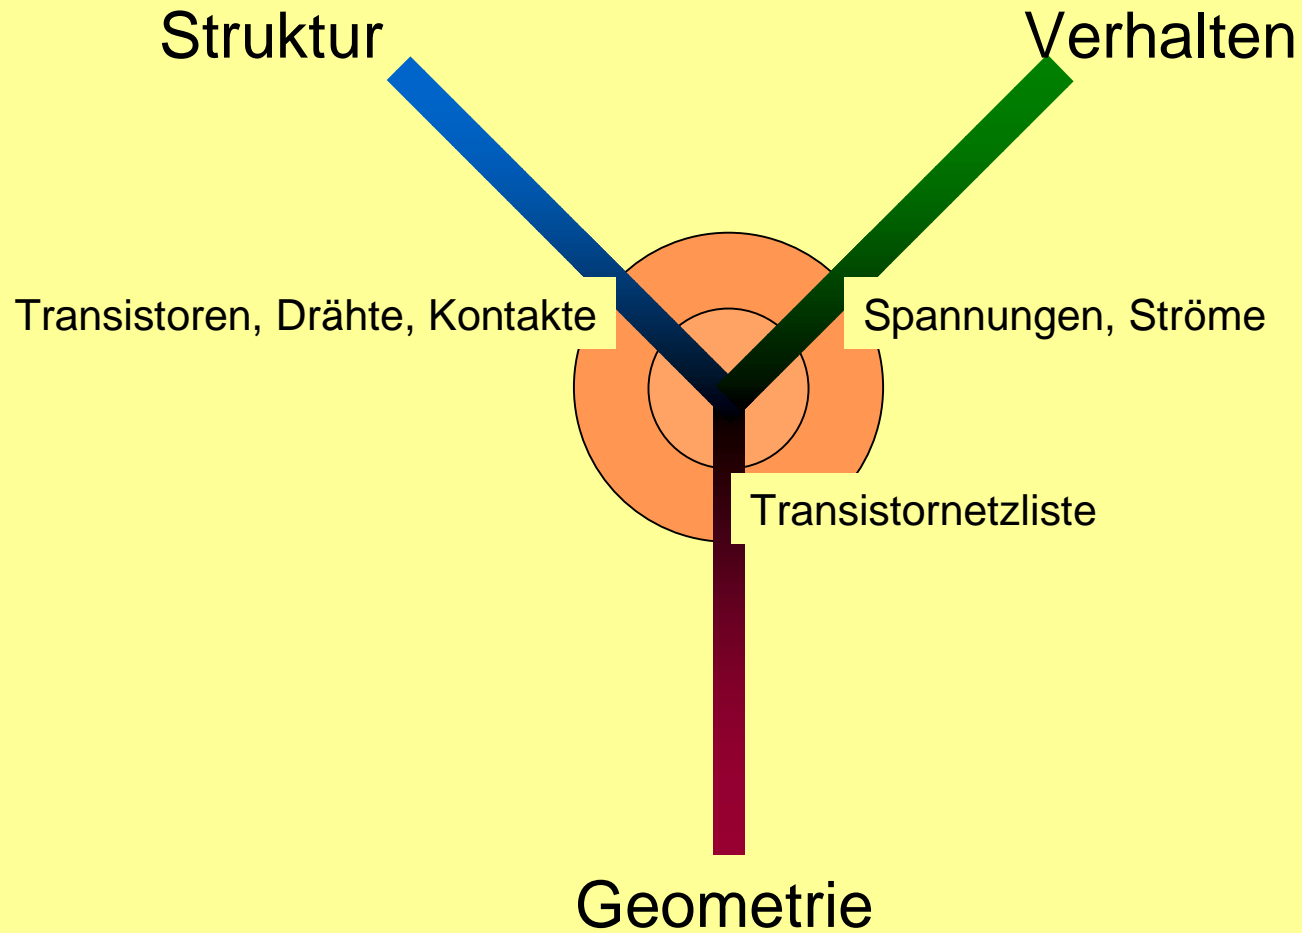 Struktur
Verhalten
Transistoren, Drähte, Kontakte
Spannungen, Ströme
Transistornetzliste
Geometrie